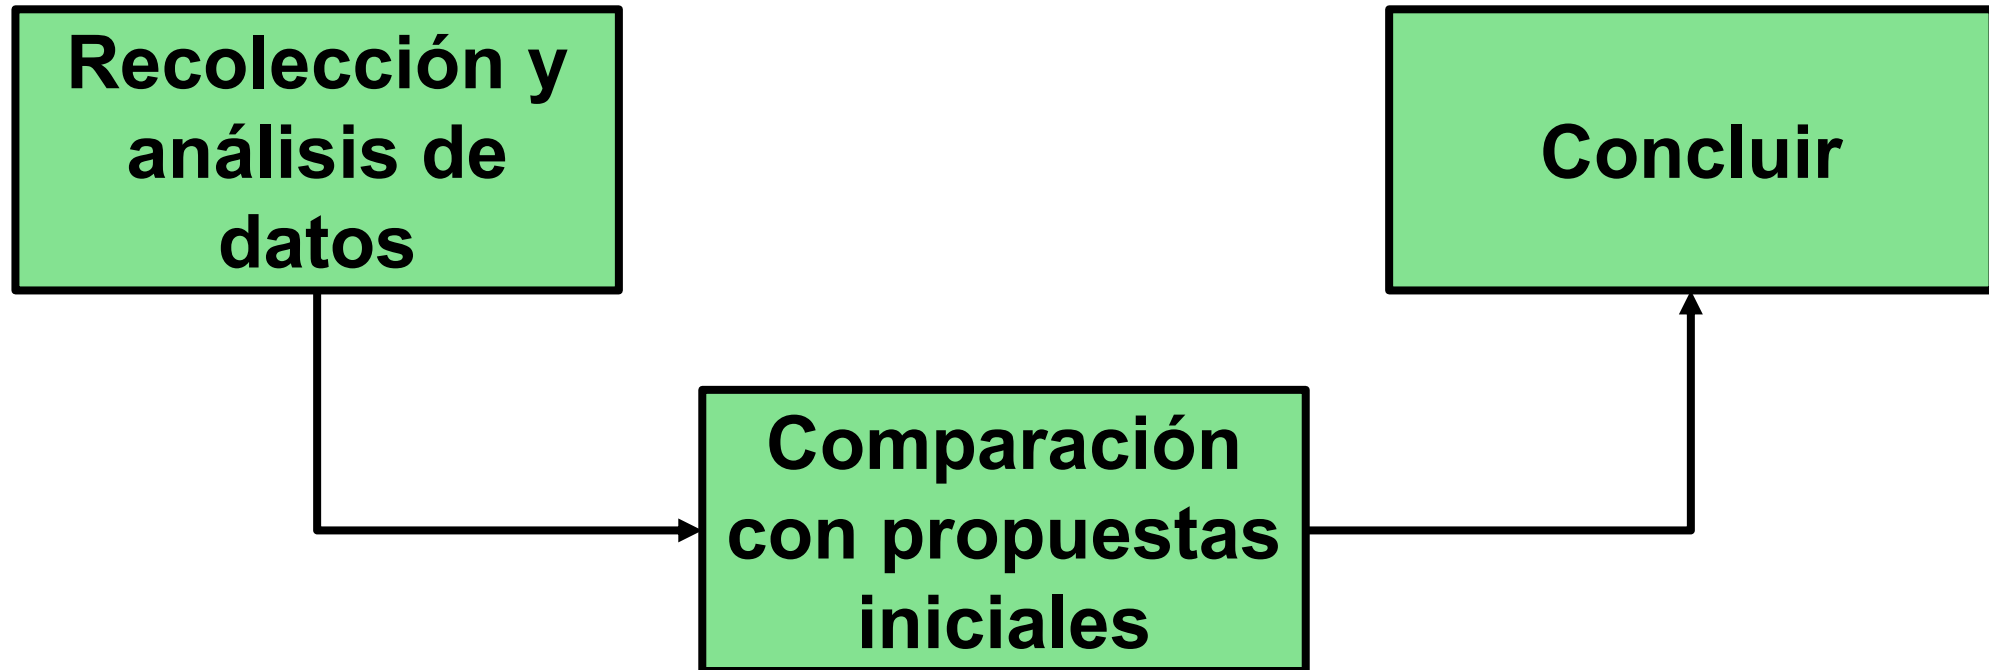 Recolección y
análisis de
datos
Comparación
con propuestas
iniciales
Concluir